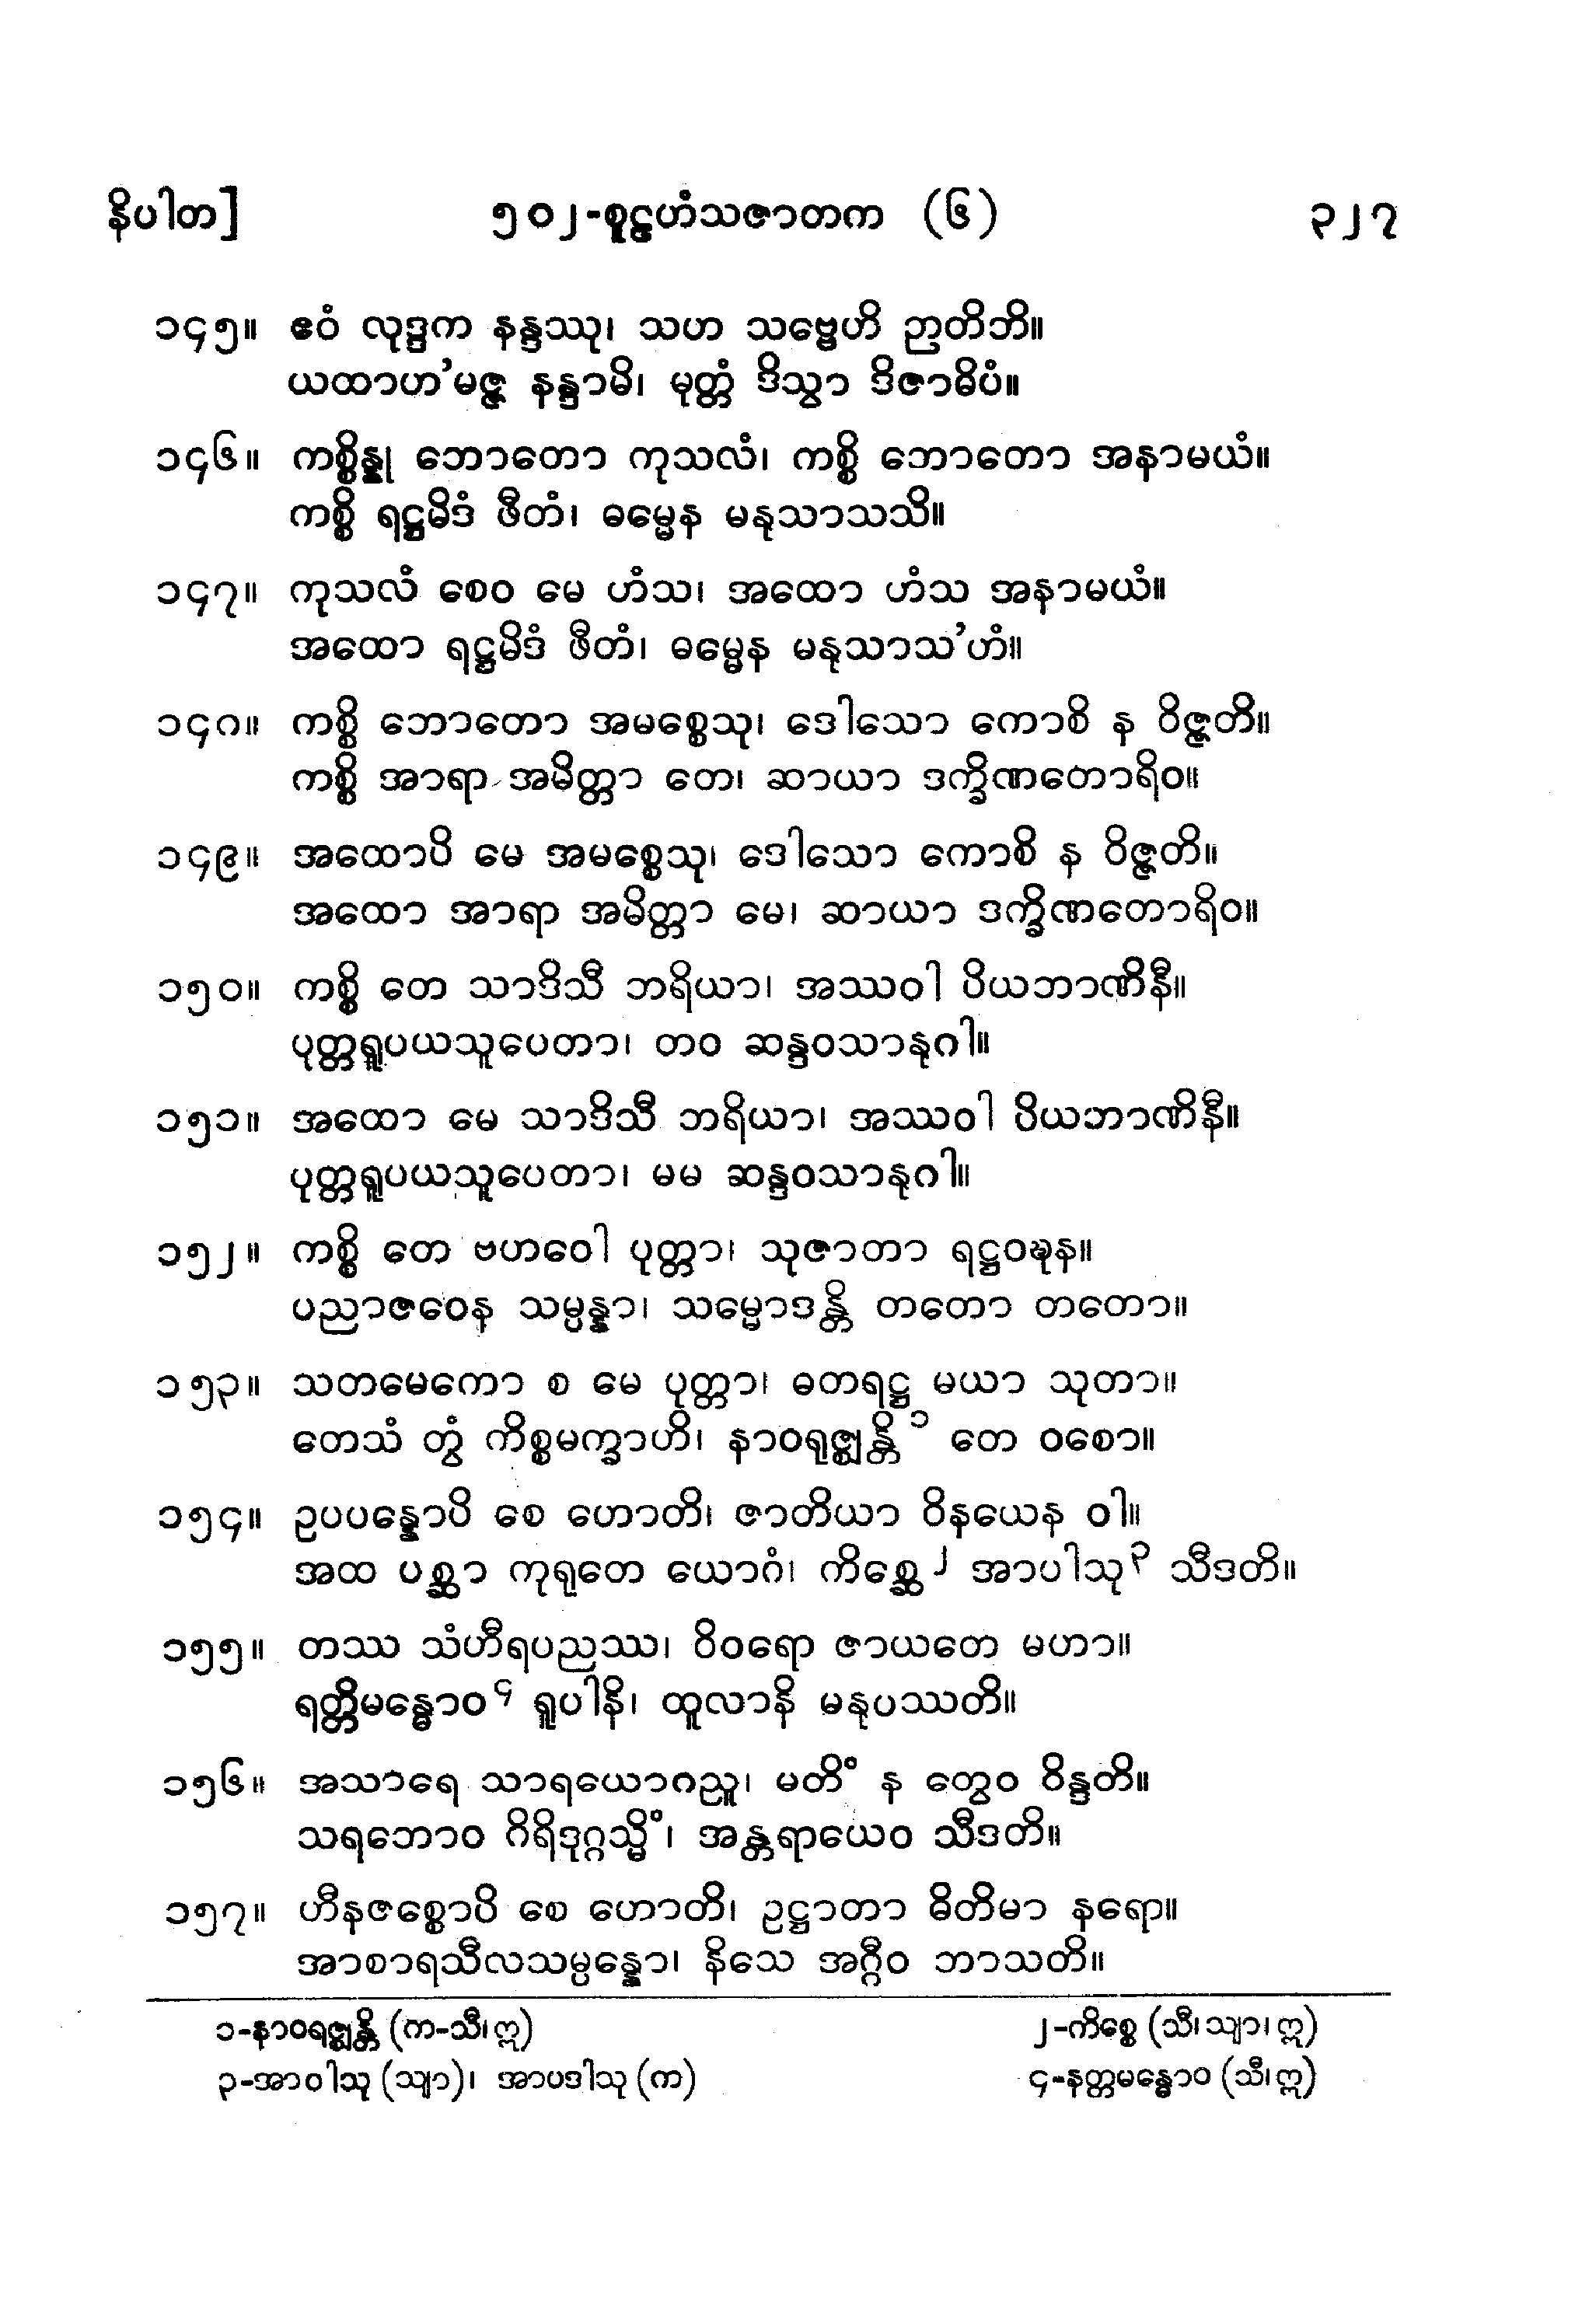 နိပါတ] ၅၀၂-စူဠဟံသဇာတက (၆) ၃၂၇
၁၄၅။ ဧဝံ လုဒ္ဒက နန္ဒဿု၊ သဟ သဗ္ဗေဟိ ဉာတိဘိ။
ယထာဟ’မဇ္ဇ နန္ဒာမိ၊ မုတ္တံ ဒိသွာ ဒိဇာဓိပံ။
၁၄၆။ ကစ္စိန္နု ဘောတော ကုသလံ၊ ကစ္စိ ဘောတော အနာမယံ။
ကစ္စိ ရဋ္ဌမိဒံ ဖီတံ၊ ဓမ္မေန မနုသာသသိ။
၁၄၇။ ကုသလံ စေဝ မေ ဟံသ၊ အထော ဟံသ အနာမယံ။
အထော ရဋ္ဌမိဒံ ဖီတံ၊ ဓမ္မေန မနုသာသ’ဟံ။
၁၄၈။ ကစ္စိ ဘောတော အမစ္စေသု၊ ဒေါသော ကောစိ န ဝိဇ္ဇတိ။
ကစ္စိ အာရာ အမိတ္တာ တေ၊ ဆာယာ ဒက္ခိဏတောရိဝ။
၁၄၉။ အထောပိ မေ အမစ္စေသု၊ ဒေါသော ကောစိ န ဝိဇ္ဇတိ။
အထော အာရာ အမိတ္တာ မေ၊ ဆာယာ ဒက္ခိဏတောရိဝ။
၁၅၀။ ကစ္စိ တေ သာဒိသီ ဘရိယာ၊ အဿဝါ ပိယဘာဏိနီ။
ပုတ္တရူပယသူပေတာ၊ တဝ ဆန္ဒဝသာနုဂါ။
၁၅၁။ အထော မေ သာဒိသီ ဘရိယာ၊ အဿဝါ ပိယဘာဏိနီ။
ပုတ္တရူပယသူပေတာ၊ မမ ဆန္ဒဝသာနုဂါ။
၁၅၂။ ကစ္စိ တေ ဗဟဝေါ ပုတ္တာ၊ သုဇာတာ ရဋ္ဌဝဍ္ဎန။
ပညာဇဝေန သမ္ပန္နာ၊ သမ္မောဒန္တိ တတော တတော။
၁၅၃။ သတမေကော စ မေ ပုတ္တာ၊ ဓတရဋ္ဌ မယာ သုတာ။
တေသံ တွံ ကိစ္စမက္ခာဟိ၊ နာဝရုဇ္ဈန္တိ ၁ တေ ဝစော။
၁၅၄။ ဥပပန္နောပိ စေ ဟောတိ၊ ဇာတိယာ ဝိနယေန ဝါ။
အထ ပစ္ဆာ ကုရုတေ ယောဂံ၊ ကိစ္ဆေ ၂ အာပါသု ၃ သီဒတိ။
၁၅၅။ တဿ သံဟီရပညဿ၊ ဝိဝရော ဇာယတေ မဟာ။
ရတ္တိမန္ဓောဝ ၄ ရူပါနိ၊ ထူလာနိ မနုပဿတိ။
၁၅၆။ အသာရေ သာရယောဂညူ၊ မတိံ န တွေဝ ဝိန္ဒတိ။
သရဘောဝ ဂိရိဒုဂ္ဂသ္မိံ၊ အန္တရာယေဝ သီဒတိ။
၁၅၇။ ဟီနဇစ္စောပိ စေ ဟောတိ၊ ဥဋ္ဌာတာ ဓိတိမာ နရော။
အာစာရသီလသမ္ပန္နော၊ နိသေ အဂ္ဂီဝ ဘာသတိ။
၁-နာဝရဇ္ဈန္တိ (က-သီ၊ဣ) ၂-ကိစ္စေ (သီ၊သျာ၊ဣ)
၃-အာဝါသု (သျာ)၊ အာပဒါသု (က) ၄-နတ္တမန္ဓောဝ (သီ၊ဣ)